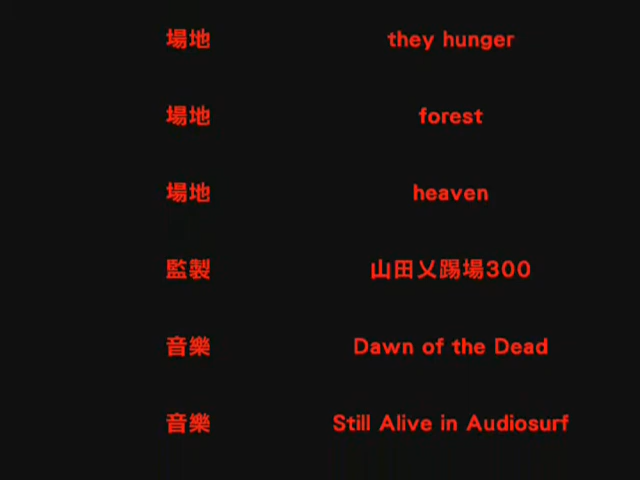 場地 they hunger
場地 forest
場地 heaven
監製 山田乂踢場300
音樂 Dawn of the Dead
音樂 Still Alive in Audiosurf